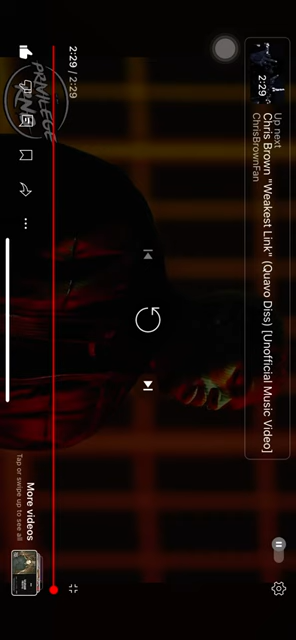 Up next
Chris Brown "Weakest Link" (Quavo Diss) [Unofficial Music Video]
ChrisBrownFan
2:29
2:29 / 2:29
PRIVILEGE
More videos
Tap or swipe up to see all